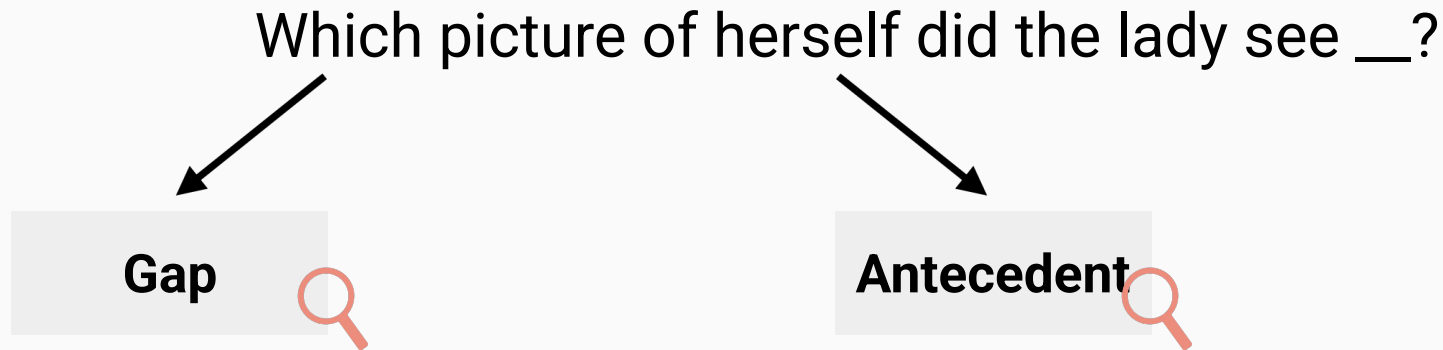 Which picture of herself did the lady see __?
Gap
Antecedent